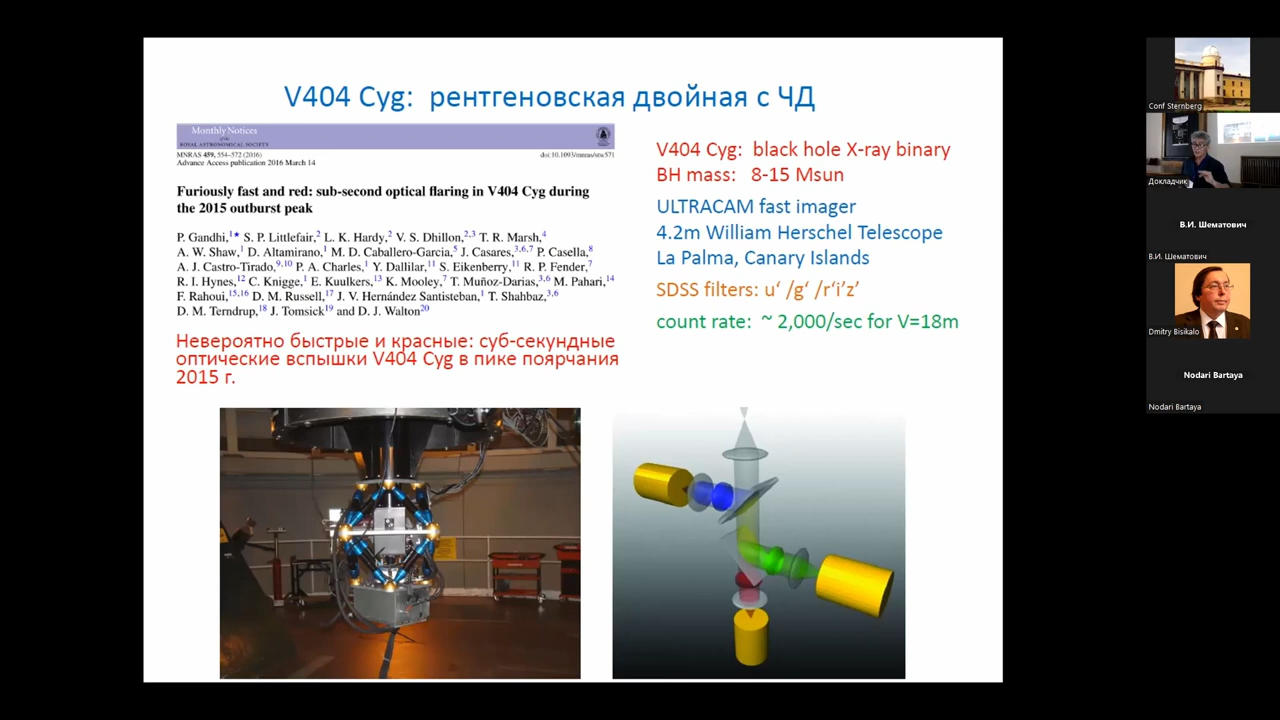 V404 Cyg: рентгеновская двойная с ЧД
Monthly Notices
of the
ROYAL ASTRONOMICAL SOCIETY
MNRAS 459, 554–572 (2016)
doi:10.1093/mnras/stw571
Advance Access publication 2016 March 14
Furiously fast and red: sub-second optical flaring in V404 Cyg during
the 2015 outburst peak
P. Gandhi,1★ S. P. Littlefair,2 L. K. Hardy,2 V. S. Dhillon,2,3 T. R. Marsh,4
A. W. Shaw,1 D. Altamirano,1 M. D. Caballero-Garcia,5 J. Casares,3,6,7 P. Casella,8
A. J. Castro-Tirado,9,10 P. A. Charles,1 Y. Dallilar,11 S. Eikenberry,11 R. P. Fender,7
R. I. Hynes,12 C. Knigge,1 E. Kuulkers,13 K. Mooley,7 T. Muñoz-Darias,3,6 M. Pahari,14
F. Rahoui,15,16 D. M. Russell,17 J. V. Hernández Santisteban,1 T. Shahbaz,3,6
D. M. Terndrup,18 J. Tomsick19 and D. J. Walton20
Невероятно быстрые и красные: суб-секундные
оптические вспышки V404 Cyg в пике поярчания
2015 г.
V404 Cyg: black hole X-ray binary
BH mass: 8-15 Msun
ULTRACAM fast imager
4.2m William Herschel Telescope
La Palma, Canary Islands
SDSS filters: u‘ /g‘ /r‘i’z’
count rate: ~ 2,000/sec for V=18m
Conf Sternberg
Докладчик
В.И. Шематович
В.И. Шематович
Dmitry Bisikalo
Nodari Bartaya
Nodari Bartaya